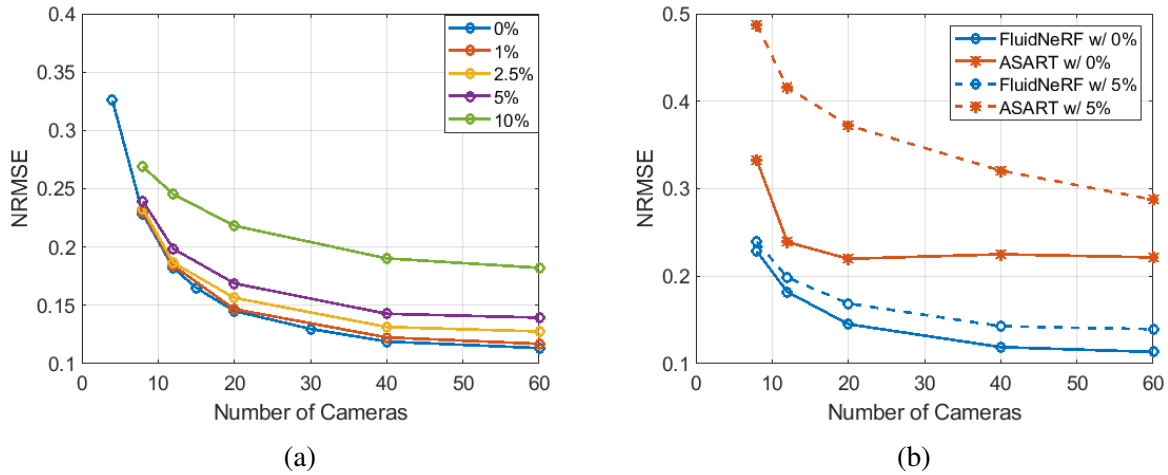 0.4
0.35
0.3
0.25
0.2
0.15
0.1
NRMSE
0 10 20 30 40 50 60
Number of Cameras
0%
1%
2.5%
5%
10%
(a)
0.5
0.4
0.3
0.2
0.1
NRMSE
0 10 20 30 40 50 60
Number of Cameras
FluidNeRF w/ 0%
ASART w/ 0%
FluidNeRF w/ 5%
ASART w/ 5%
(b)